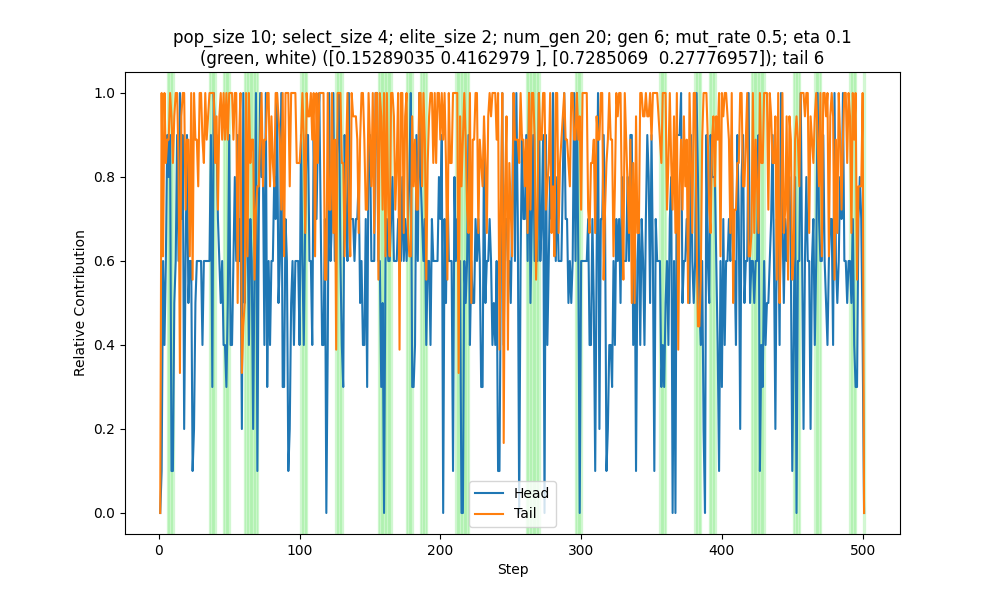 pop_size 10; select_size 4; elite_size 2; num_gen 20; gen 6; mut_rate 0.5; eta 0.1
(green, white) ([0.15289035 0.4162979 ], [0.7285069  0.27776957]); tail 6
1.0
0.8
0.6
0.4
0.2
0.0
Relative Contribution
Head
Tail
0 100 200 300 400 500
Step